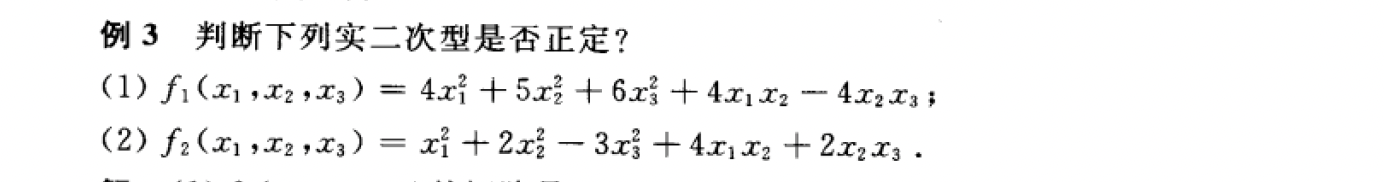 例 3 判断下列实二次型是否正定?
(1) f₁(x₁,x₂,x₃) = 4x₁² + 5x₂² + 6x₃² + 4x₁x₂ − 4x₂x₃;
(2) f₂(x₁,x₂,x₃) = x₁² + 2x₂² − 3x₃² + 4x₁x₂ + 2x₂x₃.